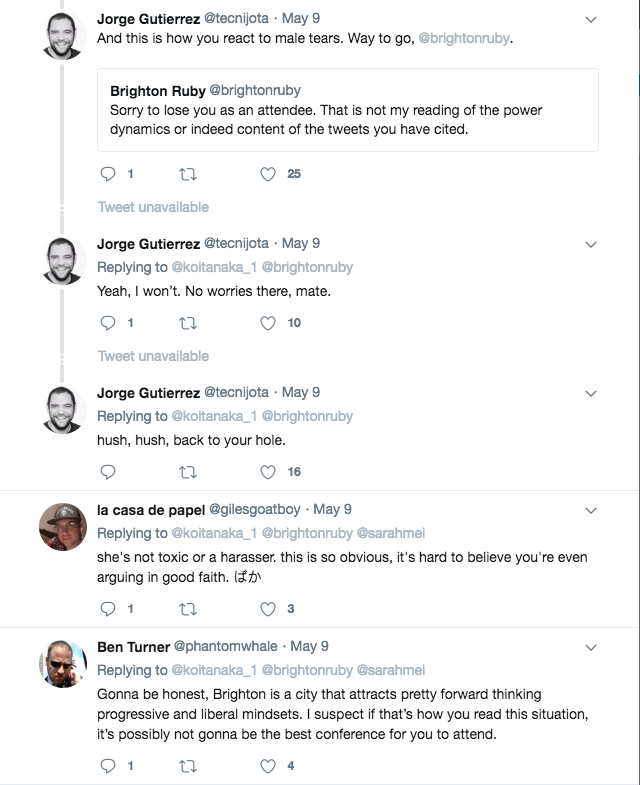 Jorge Gutierrez @tecnijota · May 9
And this is how you react to male tears. Way to go, @brightonruby.
Brighton Ruby @brightonruby
Sorry to lose you as an attendee. That is not my reading of the power
dynamics or indeed content of the tweets you have cited.
1 25
Tweet unavailable
Jorge Gutierrez @tecnijota · May 9
Replying to @koitanaka_1 @brightonruby
Yeah, I won't. No worries there, mate.
1 10
Tweet unavailable
Jorge Gutierrez @tecnijota · May 9
Replying to @koitanaka_1 @brightonruby
hush, hush, back to your hole.
16
la casa de papel @gilesgoatboy · May 9
Replying to @koitanaka_1 @brightonruby @sarahmei
she's not toxic or a harasser. this is so obvious, it's hard to believe you're even
arguing in good faith. ばか
1 3
Ben Turner @phantomwhale · May 9
Replying to @koitanaka_1 @brightonruby @sarahmei
Gonna be honest, Brighton is a city that attracts pretty forward thinking
progressive and liberal mindsets. I suspect if that's how you read this situation,
it's possibly not gonna be the best conference for you to attend.
1 4